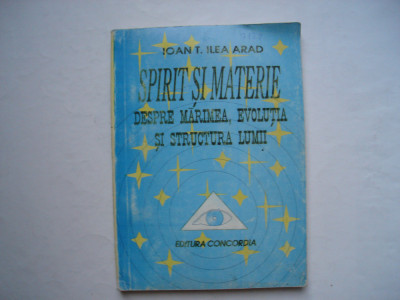 IOAN T. ILEA ARAD
SPIRIT ȘI MATERIE
DESPRE MĂRIMEA, EVOLUȚIA
ȘI STRUCTURA LUMII
EDITURA CONCORDIA